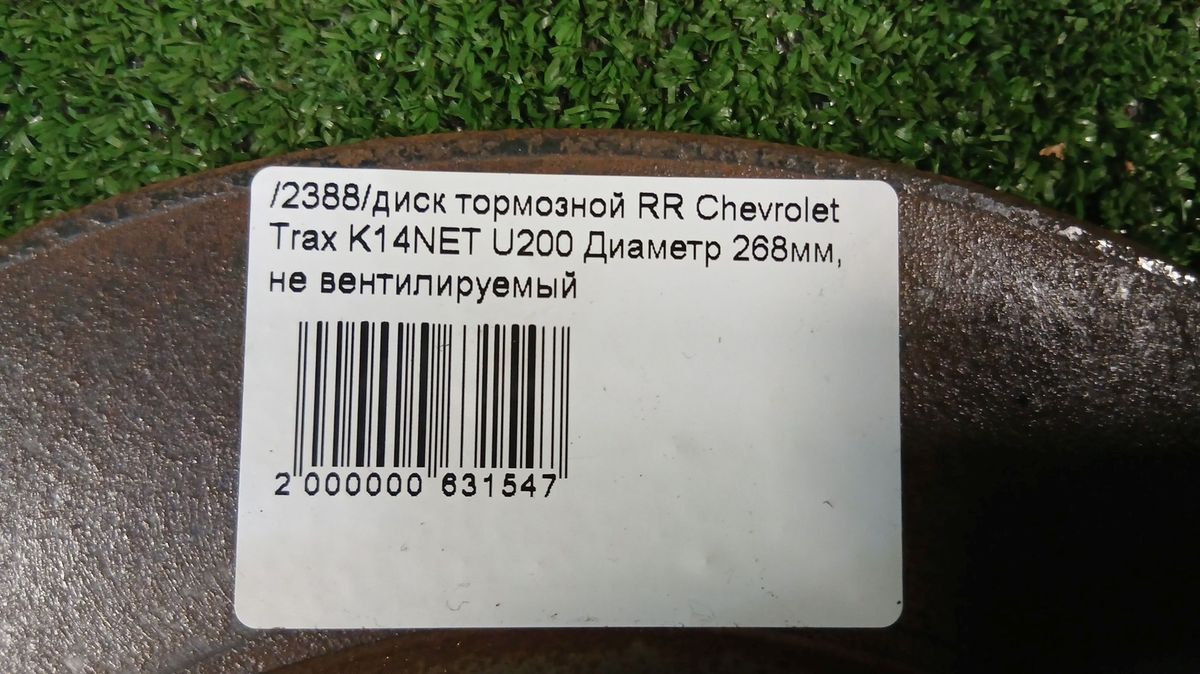 /2388/диск тормозной RR Chevrolet
Trax K14NET U200 Диаметр 268мм,
не вентилируемый
2 000000 631547